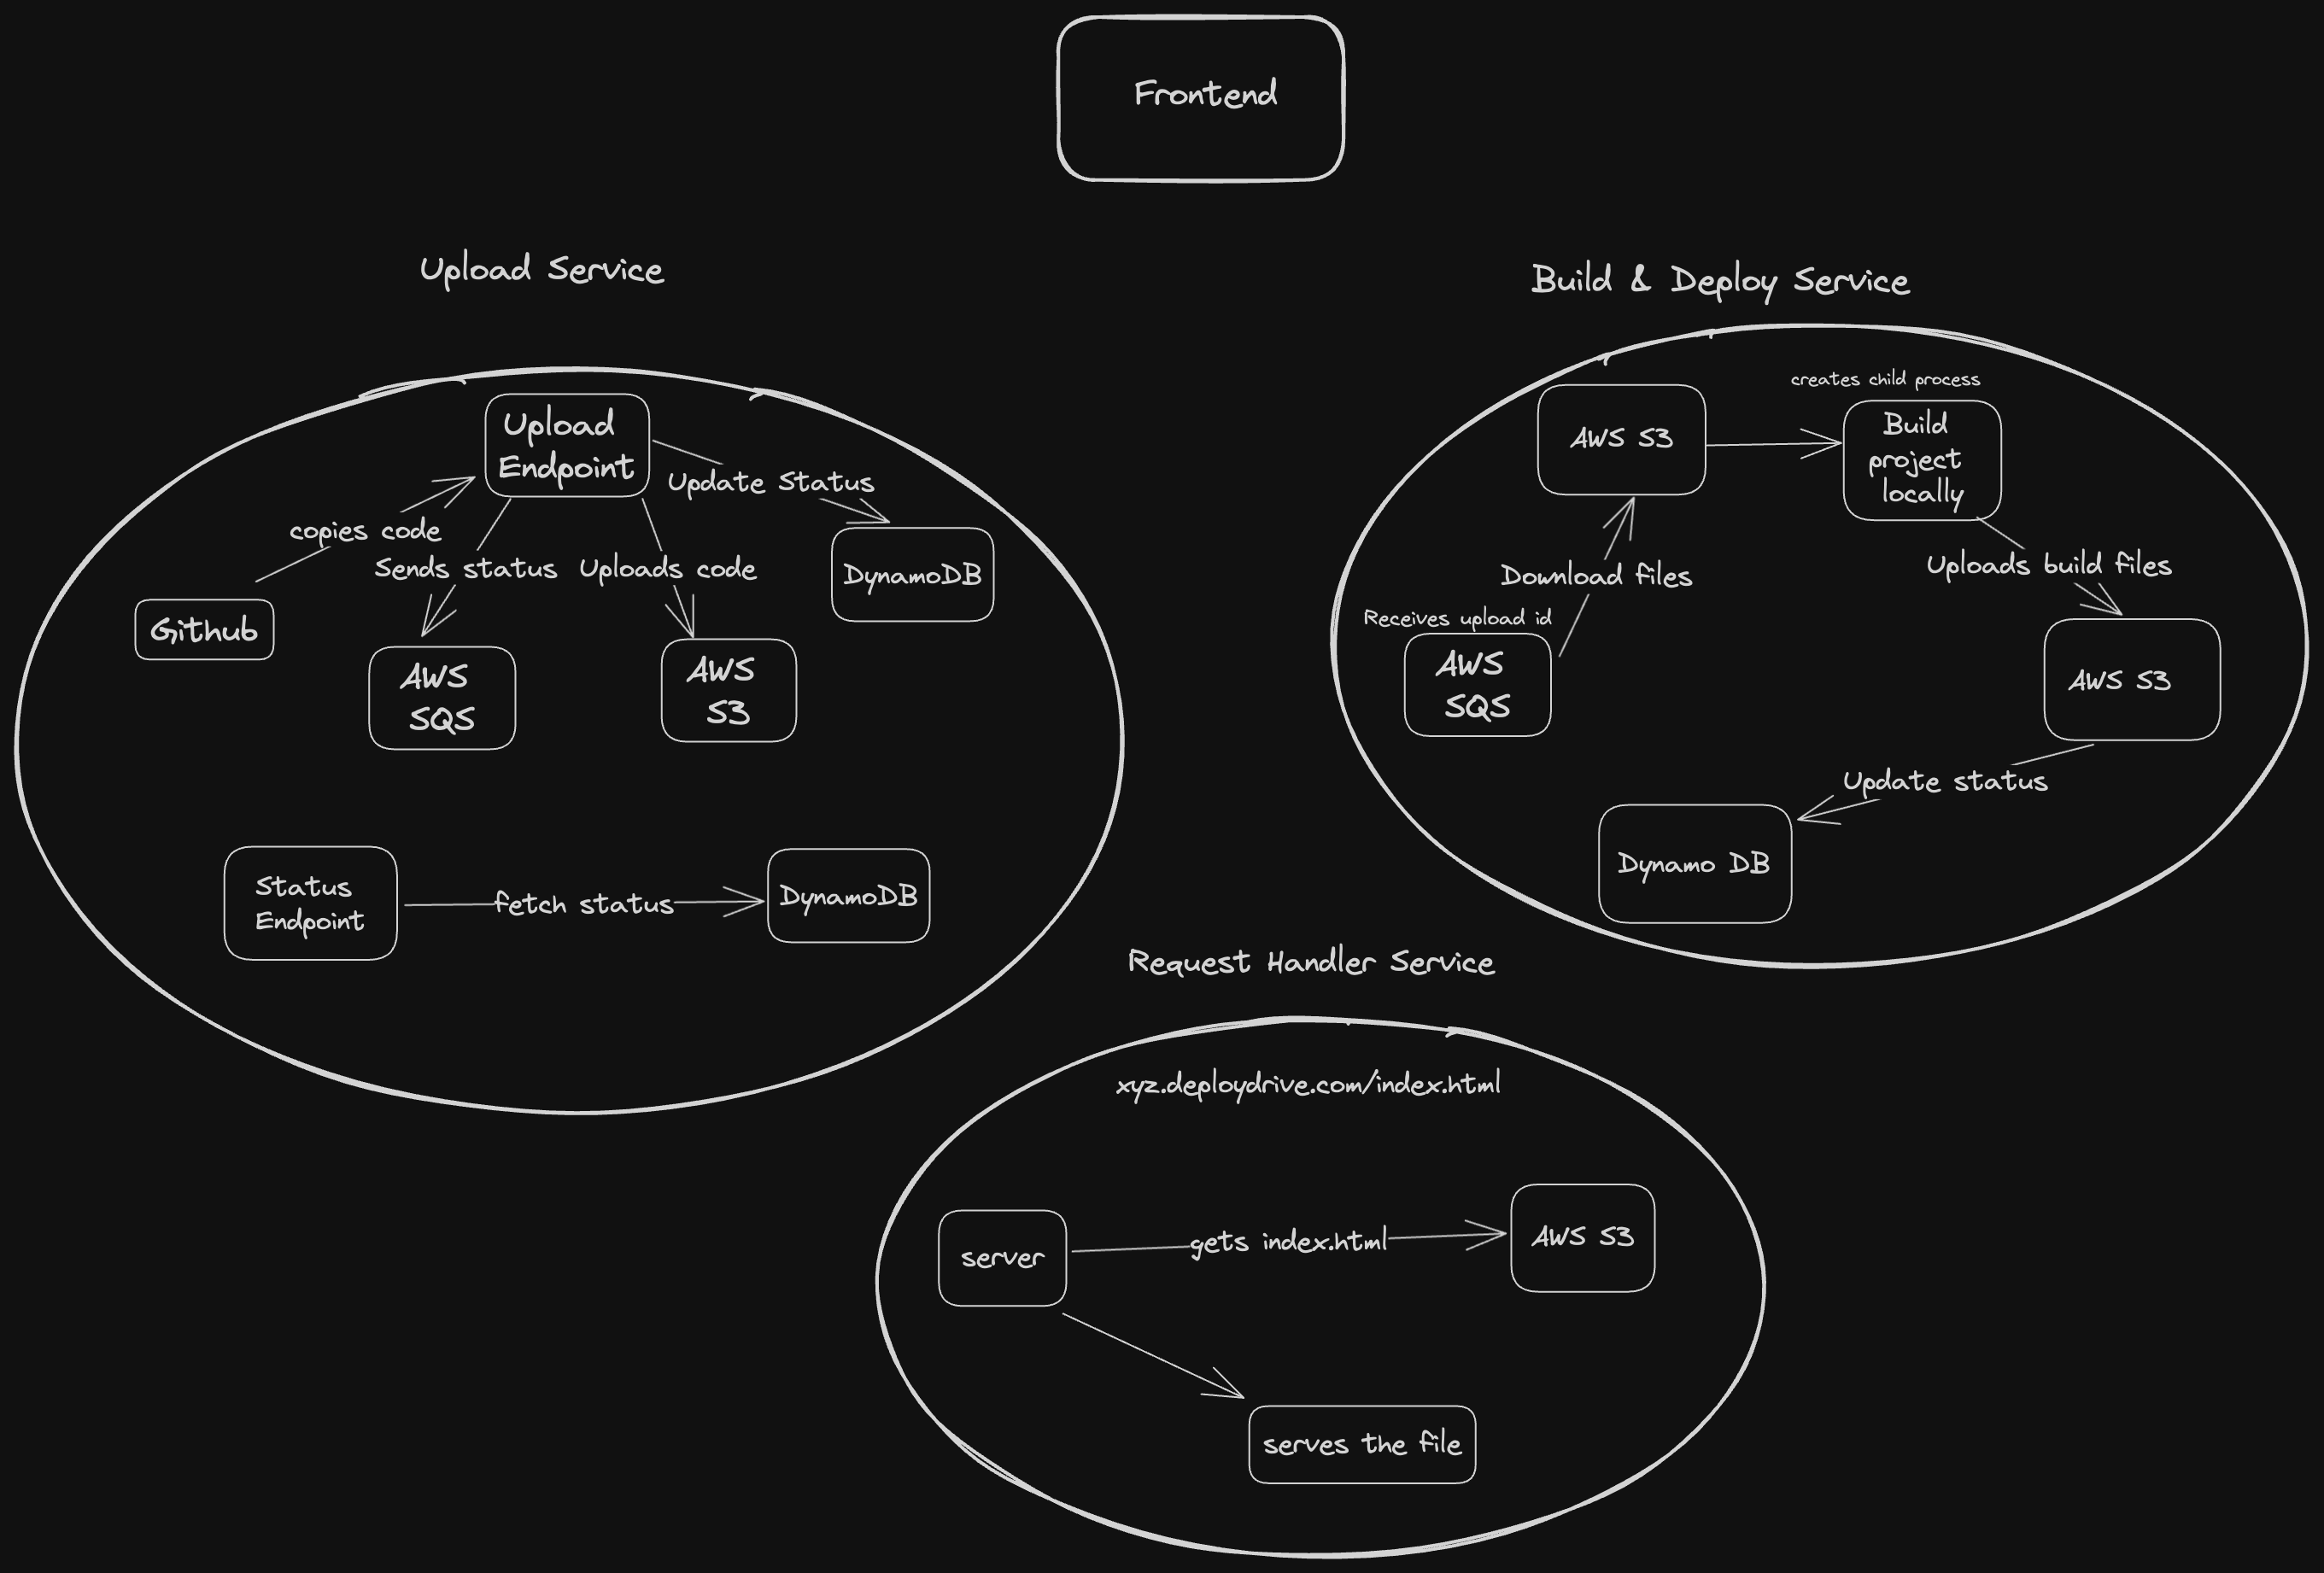 Frontend
Upload Service
Upload
Endpoint
Update Status
copies code
Sends status
Uploads code
DynamoDB
Github
AWS
SQS
AWS
S3
Status
Endpoint
fetch status
DynamoDB
Build & Deploy Service
creates child process
AWS S3
Build
project
locally
Download files
Uploads build files
Receives upload id
AWS
SQS
AWS S3
Update status
Dynamo DB
Request Handler Service
xyz.deploydrive.com/index.html
server
gets index.html
AWS S3
serves the file